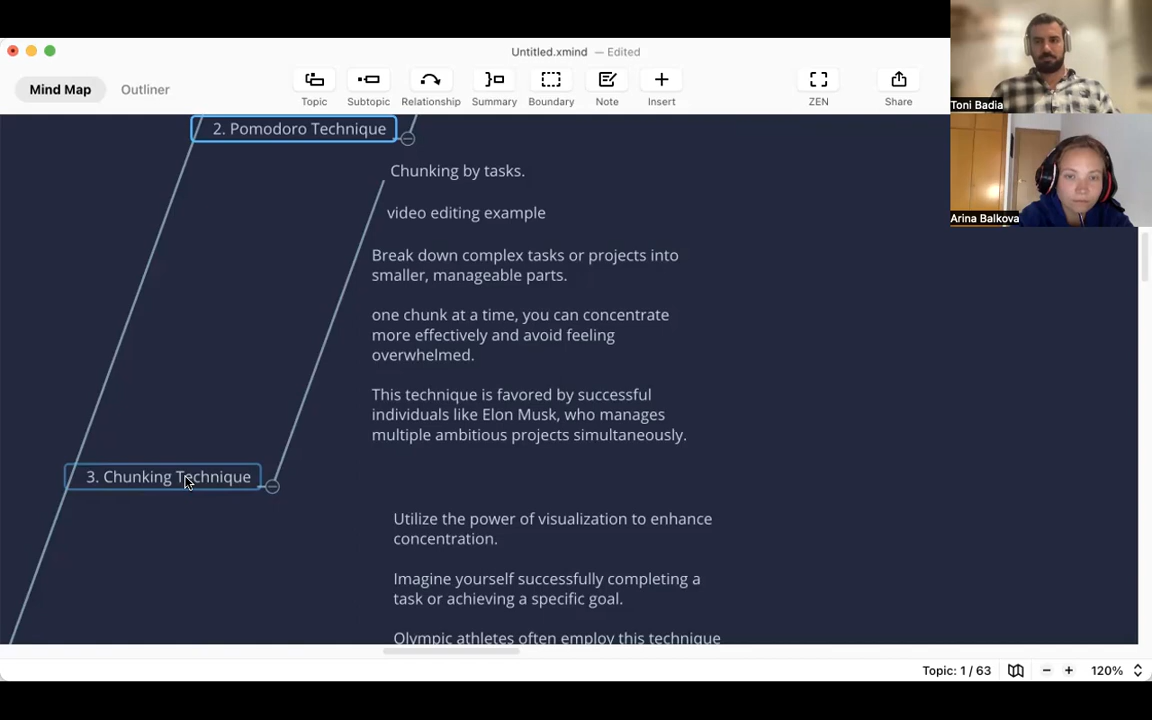 Untitled.xmind — Edited
Mind Map
Outliner
Topic
Subtopic
Relationship
Summary
Boundary
Note
Insert
ZEN
Share
Toni Badia
Arina Balkova
2. Pomodoro Technique
Chunking by tasks.
video editing example
Break down complex tasks or projects into
smaller, manageable parts.
one chunk at a time, you can concentrate
more effectively and avoid feeling
overwhelmed.
This technique is favored by successful
individuals like Elon Musk, who manages
multiple ambitious projects simultaneously.
3. Chunking Technique
Utilize the power of visualization to enhance
concentration.
Imagine yourself successfully completing a
task or achieving a specific goal.
Olympic athletes often employ this technique
Topic: 1 / 63
120%